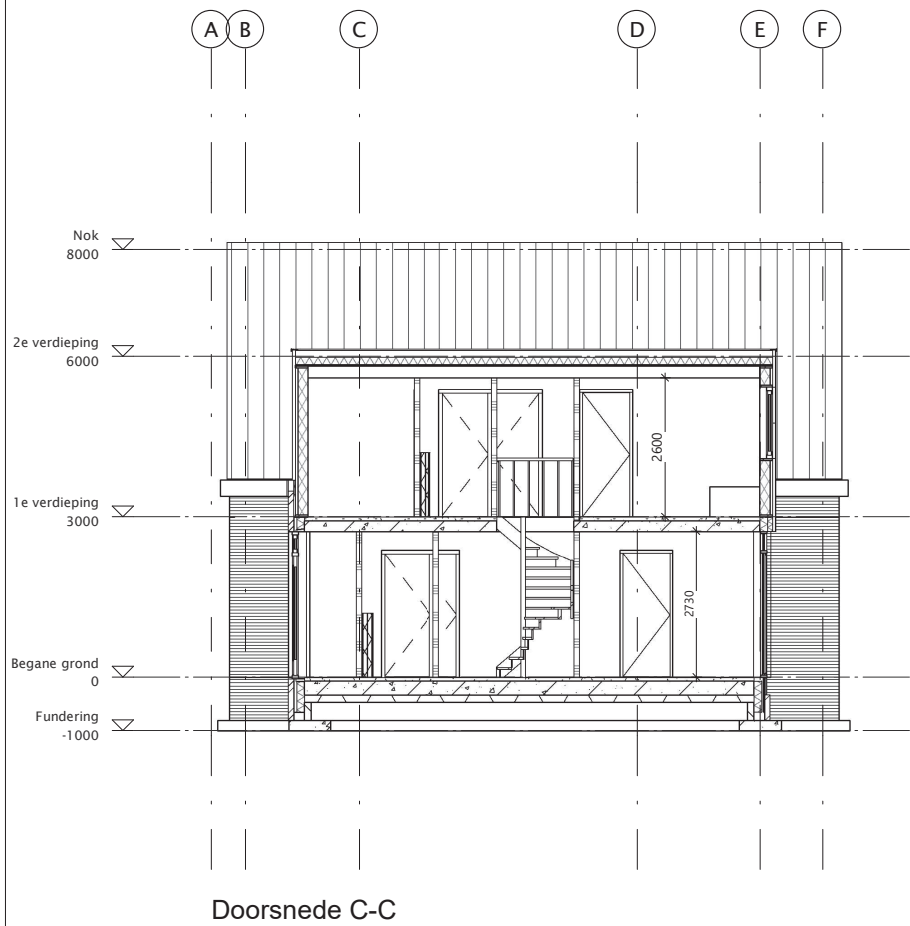 A B C D E F
Nok
8000
2e verdieping
6000
2600
1e verdieping
3000
2730
Begane grond
0
Fundering
-1000
Doorsnede C-C